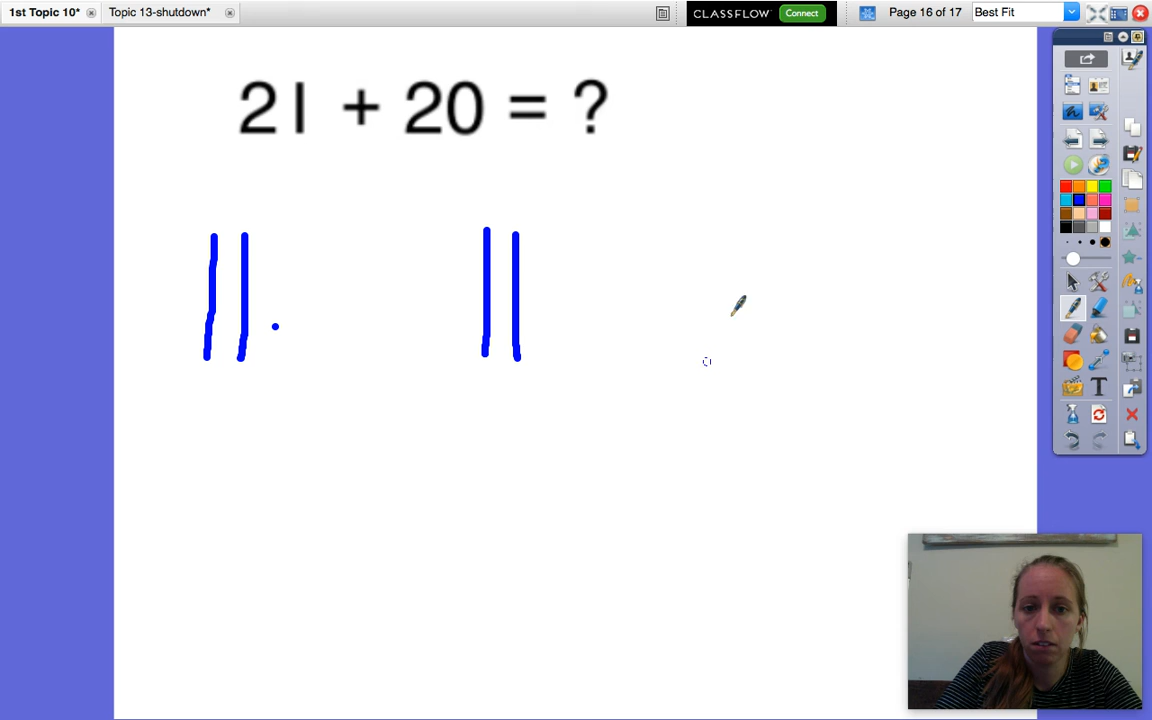 1st Topic 10*
Topic 13-shutdown*
CLASSFLOW Connect
Page 16 of 17
Best Fit
21 + 20 = ?
T